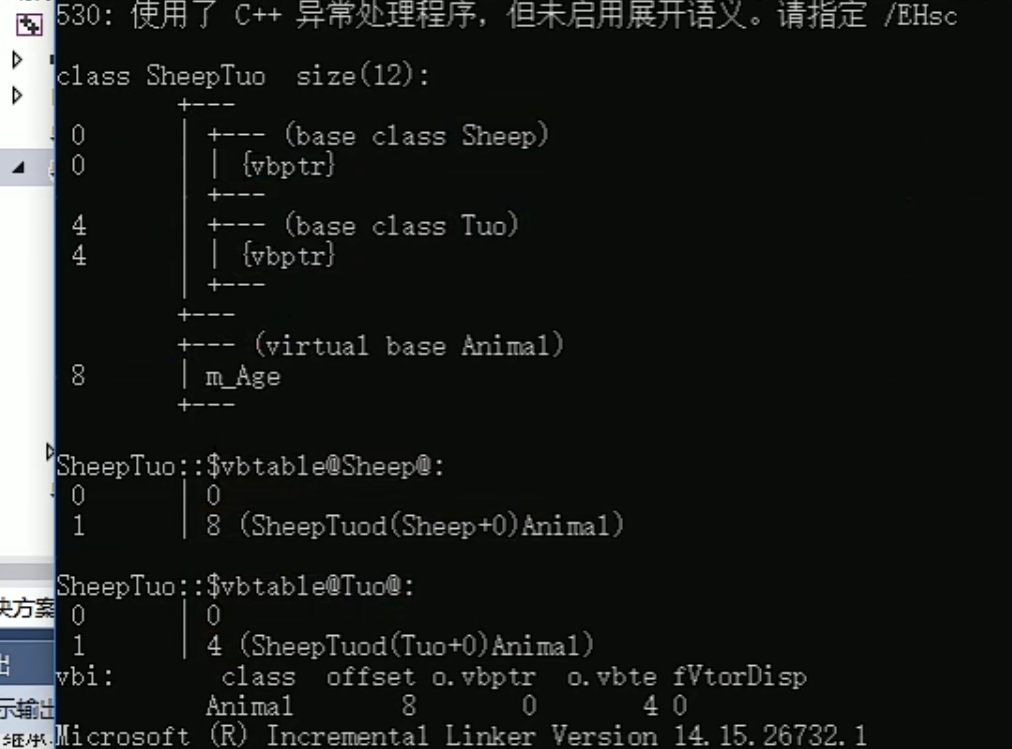 530: 使用了 C++ 异常处理程序，但未启用展开语义。请指定 /EHsc
class SheepTuo  size(12):
        +---
 0      | +--- (base class Sheep)
 0      | | {vbptr}
        | +---
 4      | +--- (base class Tuo)
 4      | | {vbptr}
        | +---
        +---
        +--- (virtual base Animal)
 8      | m_Age
        +---
SheepTuo::$vbtable@Sheep@:
 0      | 0
 1      | 8 (SheepTuod(Sheep+0)Animal)
SheepTuo::$vbtable@Tuo@:
 0      | 0
 1      | 4 (SheepTuod(Tuo+0)Animal)
vbi:       class  offset o.vbptr  o.vbte fVtorDisp
          Animal       8       0       4 0
Microsoft (R) Incremental Linker Version 14.15.26732.1
决方案
出
示输出
继承